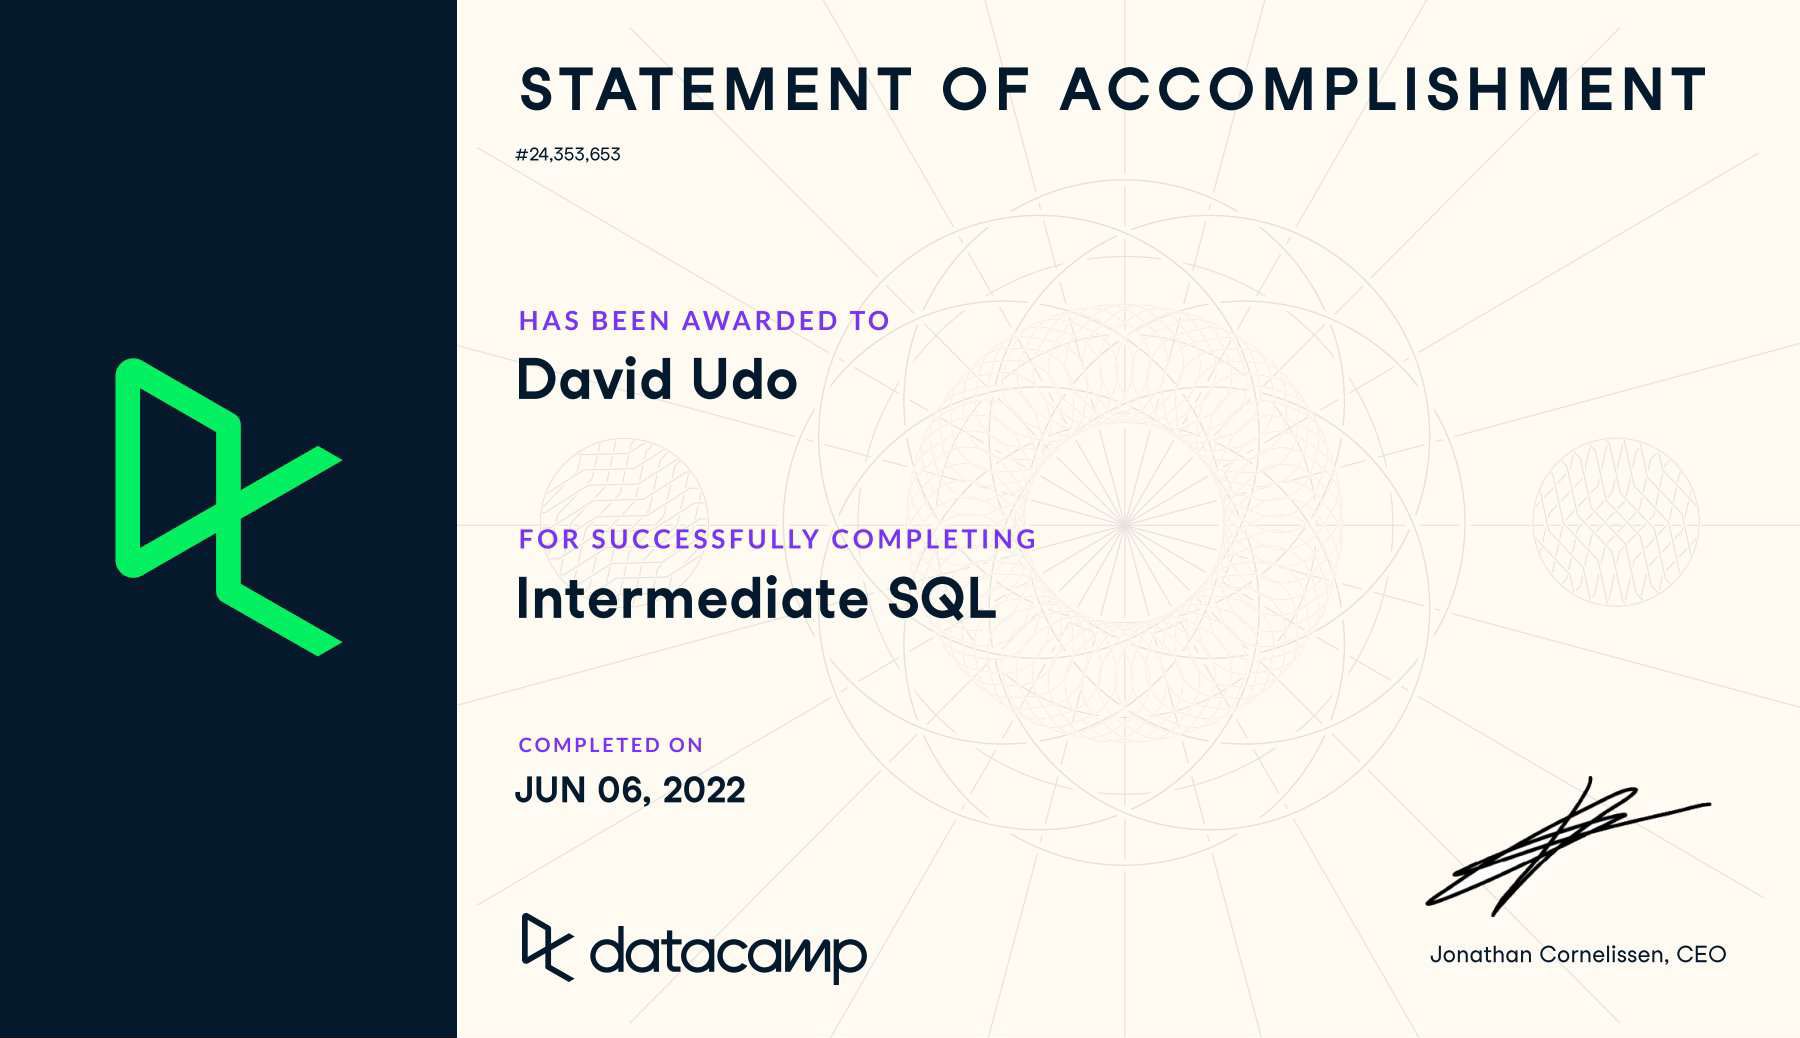 STATEMENT OF ACCOMPLISHMENT
#24,353,653
HAS BEEN AWARDED TO
David Udo
FOR SUCCESSFULLY COMPLETING
Intermediate SQL
COMPLETED ON
JUN 06, 2022
datacamp
Jonathan Cornelissen, CEO